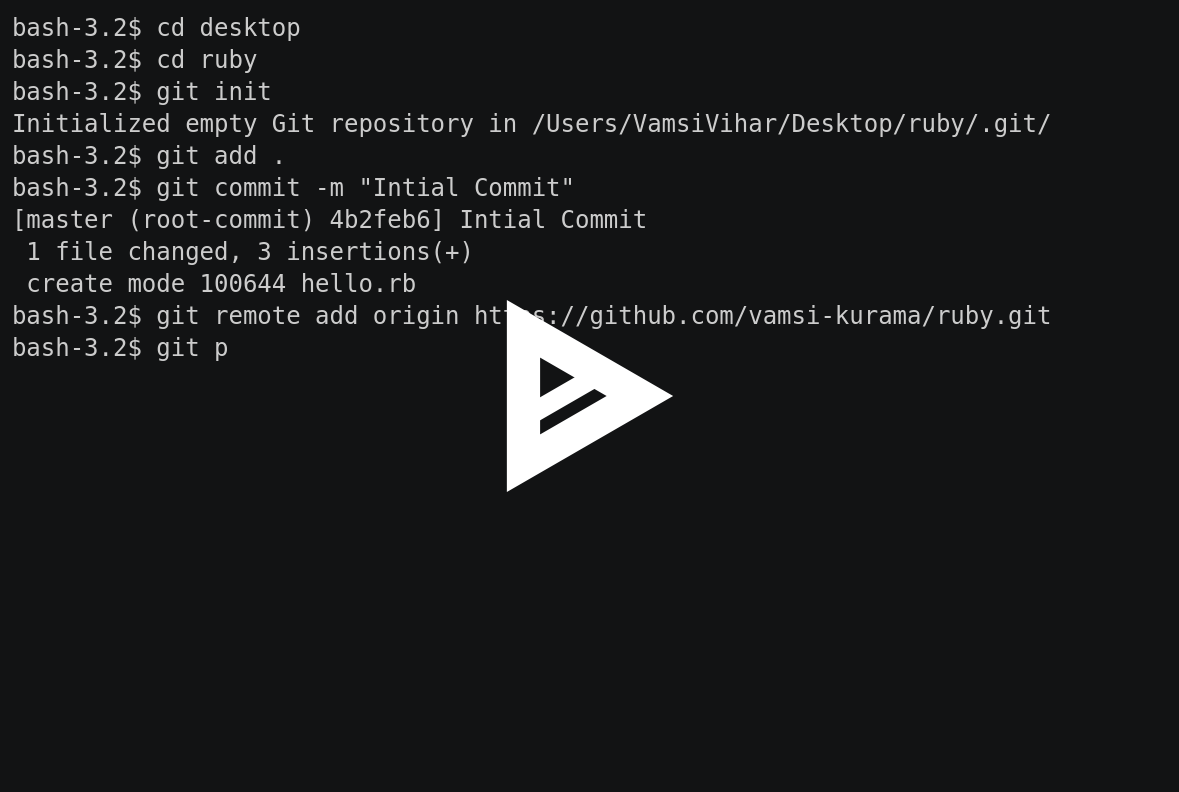 bash-3.2$ cd desktop
bash-3.2$ cd ruby
bash-3.2$ git init
Initialized empty Git repository in /Users/VamsiVihar/Desktop/ruby/.git/
bash-3.2$ git add .
bash-3.2$ git commit -m "Intial Commit"
[master (root-commit) 4b2feb6] Intial Commit
 1 file changed, 3 insertions(+)
 create mode 100644 hello.rb
bash-3.2$ git remote add origin https://github.com/vamsi-kurama/ruby.git
bash-3.2$ git p